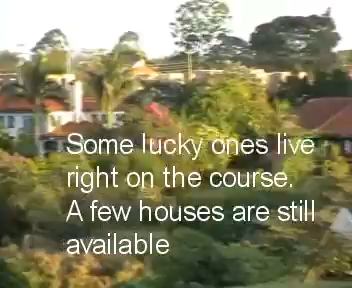 Some lucky ones live
right on the course.
A few houses are still
available